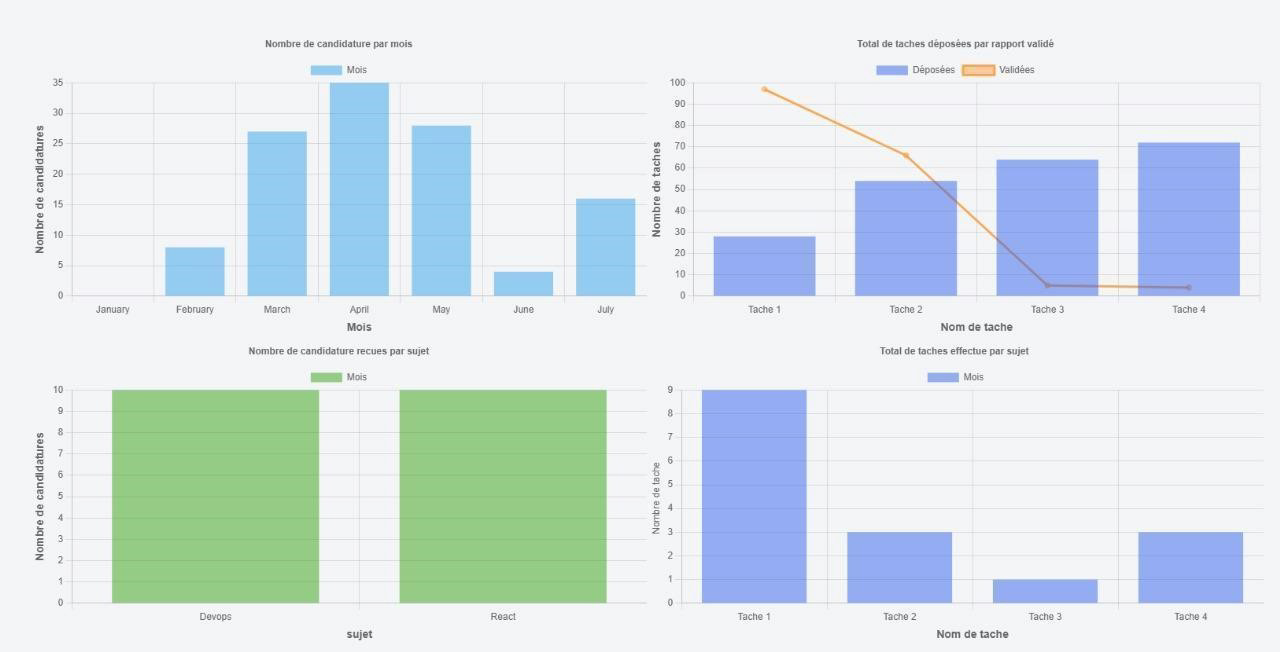 Nombre de candidature par mois
Mois
35
30
25
20
15
10
5
0
Nombre de candidatures
January February March April May June July
Mois
Total de taches déposées par rapport validé
Déposées Validées
100
90
80
70
60
50
40
30
20
10
0
Nombre de taches
Tache 1 Tache 2 Tache 3 Tache 4
Nom de tache
Nombre de candidature recues par sujet
Mois
10
9
8
7
6
5
4
3
2
1
0
Nombre de candidatures
Devops React
sujet
Total de taches effectue par sujet
Mois
9
8
7
6
5
4
3
2
1
0
Nombre de tache
Tache 1 Tache 2 Tache 3 Tache 4
Nom de tache